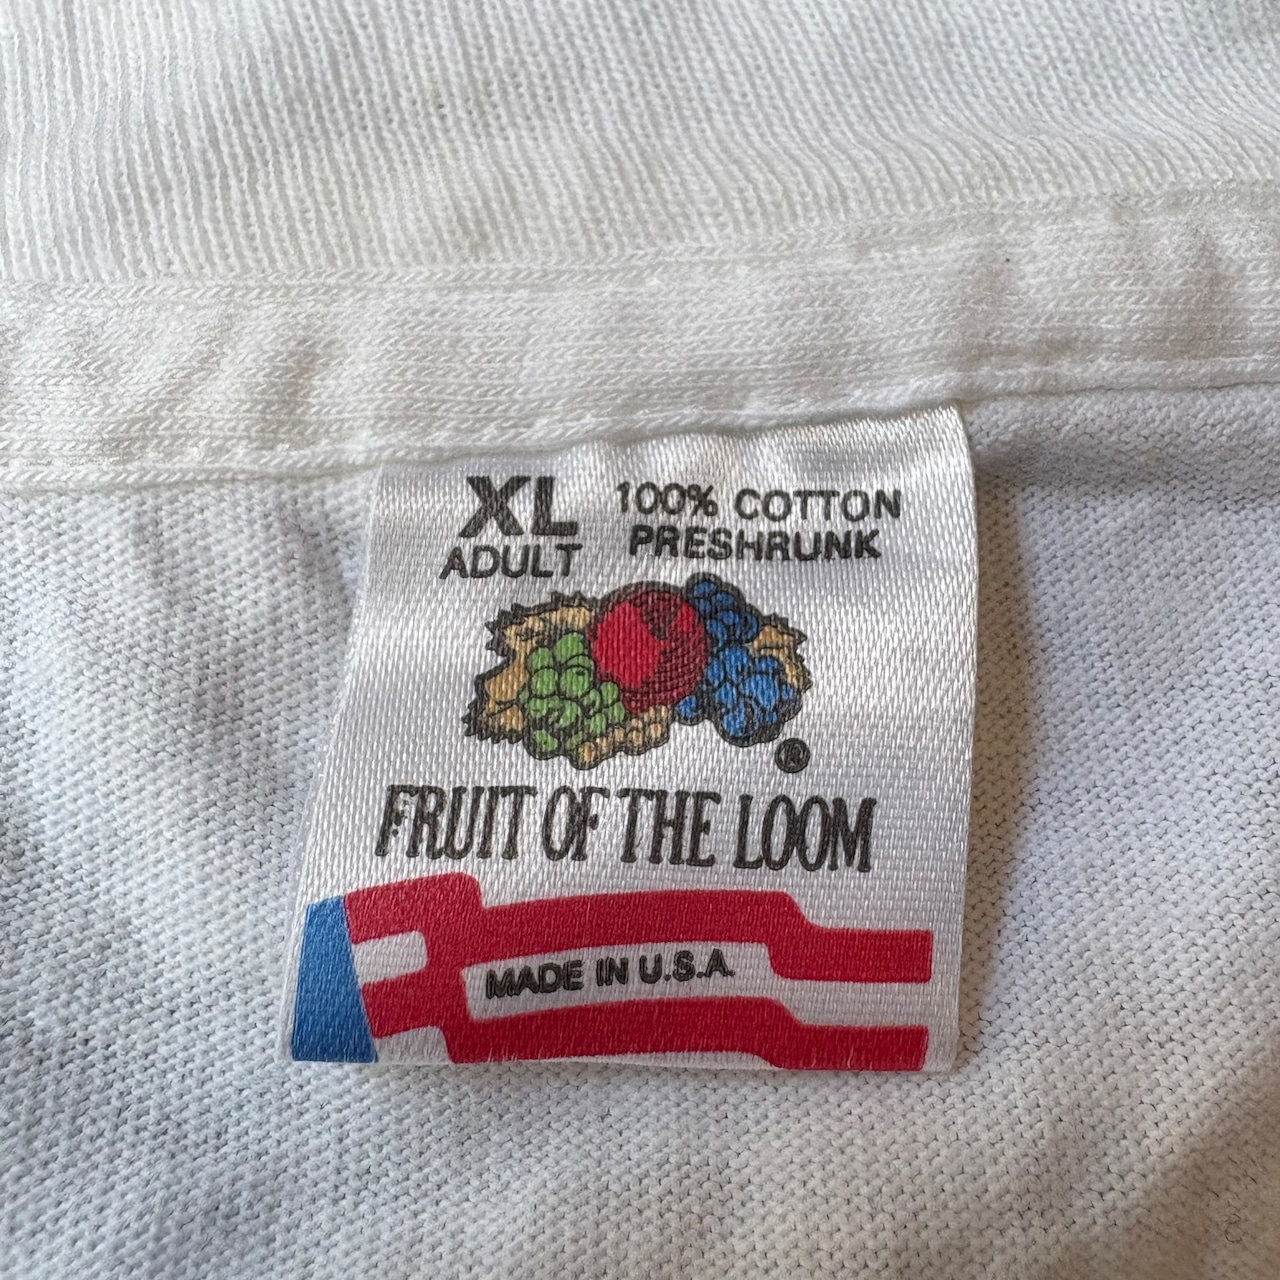 XL
ADULT
100% COTTON
PRESHRUNK
®
FRUIT OF THE LOOM
MADE IN U.S.A.